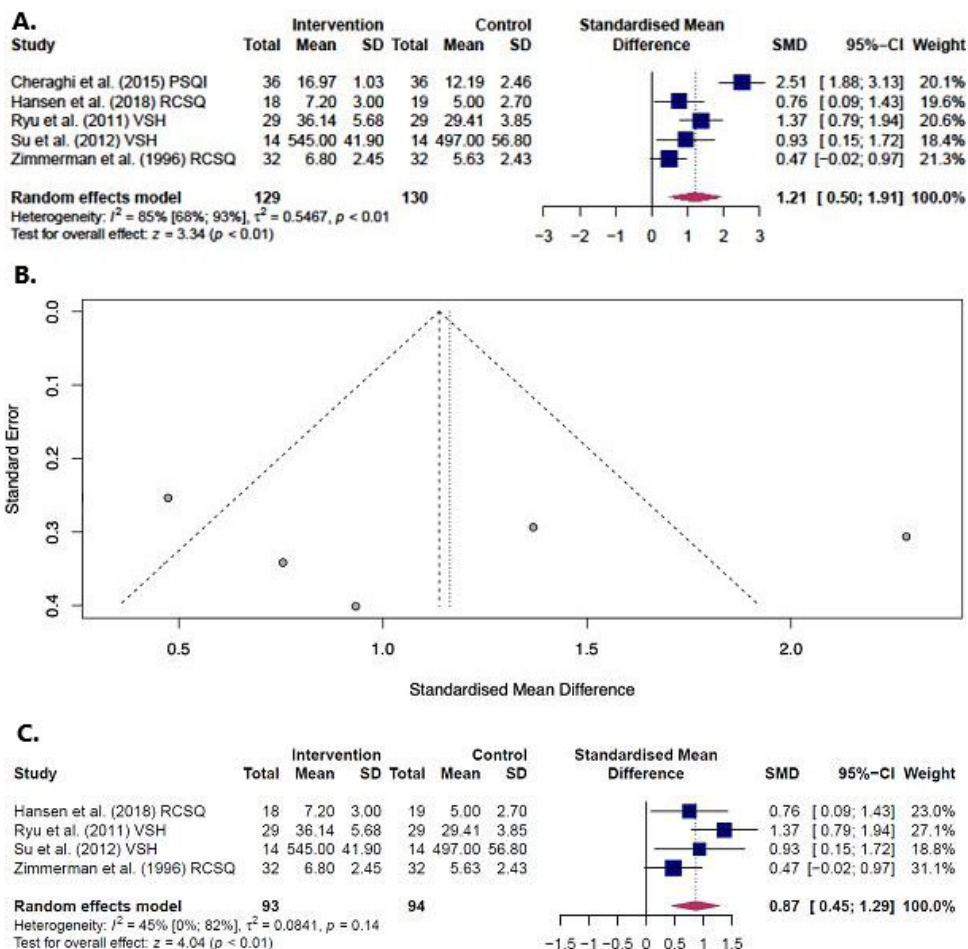 A.
Intervention Control Standardised Mean
Study Total Mean SD Total Mean SD Difference SMD 95%−CI Weight
Cheraghi et al. (2015) PSQI 36 16.97 1.03 36 12.19 2.46 2.51 [ 1.88; 3.13] 20.1%
Hansen et al. (2018) RCSQ 18 7.20 3.00 19 5.00 2.70 0.76 [ 0.09; 1.43] 19.6%
Ryu et al. (2011) VSH 29 36.14 5.68 29 29.41 3.85 1.37 [ 0.79; 1.94] 20.6%
Su et al. (2012) VSH 14 545.00 41.90 14 497.00 56.80 0.93 [ 0.15; 1.72] 18.4%
Zimmerman et al. (1996) RCSQ 32 6.80 2.45 32 5.63 2.43 0.47 [−0.02; 0.97] 21.3%
Random effects model 129 130 1.21 [ 0.50; 1.91] 100.0%
Heterogeneity: I² = 85% [68%; 93%], τ² = 0.5467, p < 0.01
Test for overall effect: z = 3.34 (p < 0.01)
−3 −2 −1 0 1 2 3
B.
Standard Error
0.0
0.1
0.2
0.3
0.4
0.5 1.0 1.5 2.0
Standardised Mean Difference
C.
Intervention Control Standardised Mean
Study Total Mean SD Total Mean SD Difference SMD 95%−CI Weight
Hansen et al. (2018) RCSQ 18 7.20 3.00 19 5.00 2.70 0.76 [ 0.09; 1.43] 23.0%
Ryu et al. (2011) VSH 29 36.14 5.68 29 29.41 3.85 1.37 [ 0.79; 1.94] 27.1%
Su et al. (2012) VSH 14 545.00 41.90 14 497.00 56.80 0.93 [ 0.15; 1.72] 18.8%
Zimmerman et al. (1996) RCSQ 32 6.80 2.45 32 5.63 2.43 0.47 [−0.02; 0.97] 31.1%
Random effects model 93 94 0.87 [ 0.45; 1.29] 100.0%
Heterogeneity: I² = 45% [0%; 82%], τ² = 0.0841, p = 0.14
Test for overall effect: z = 4.04 (p < 0.01)
−1.5 −1 −0.5 0 0.5 1 1.5